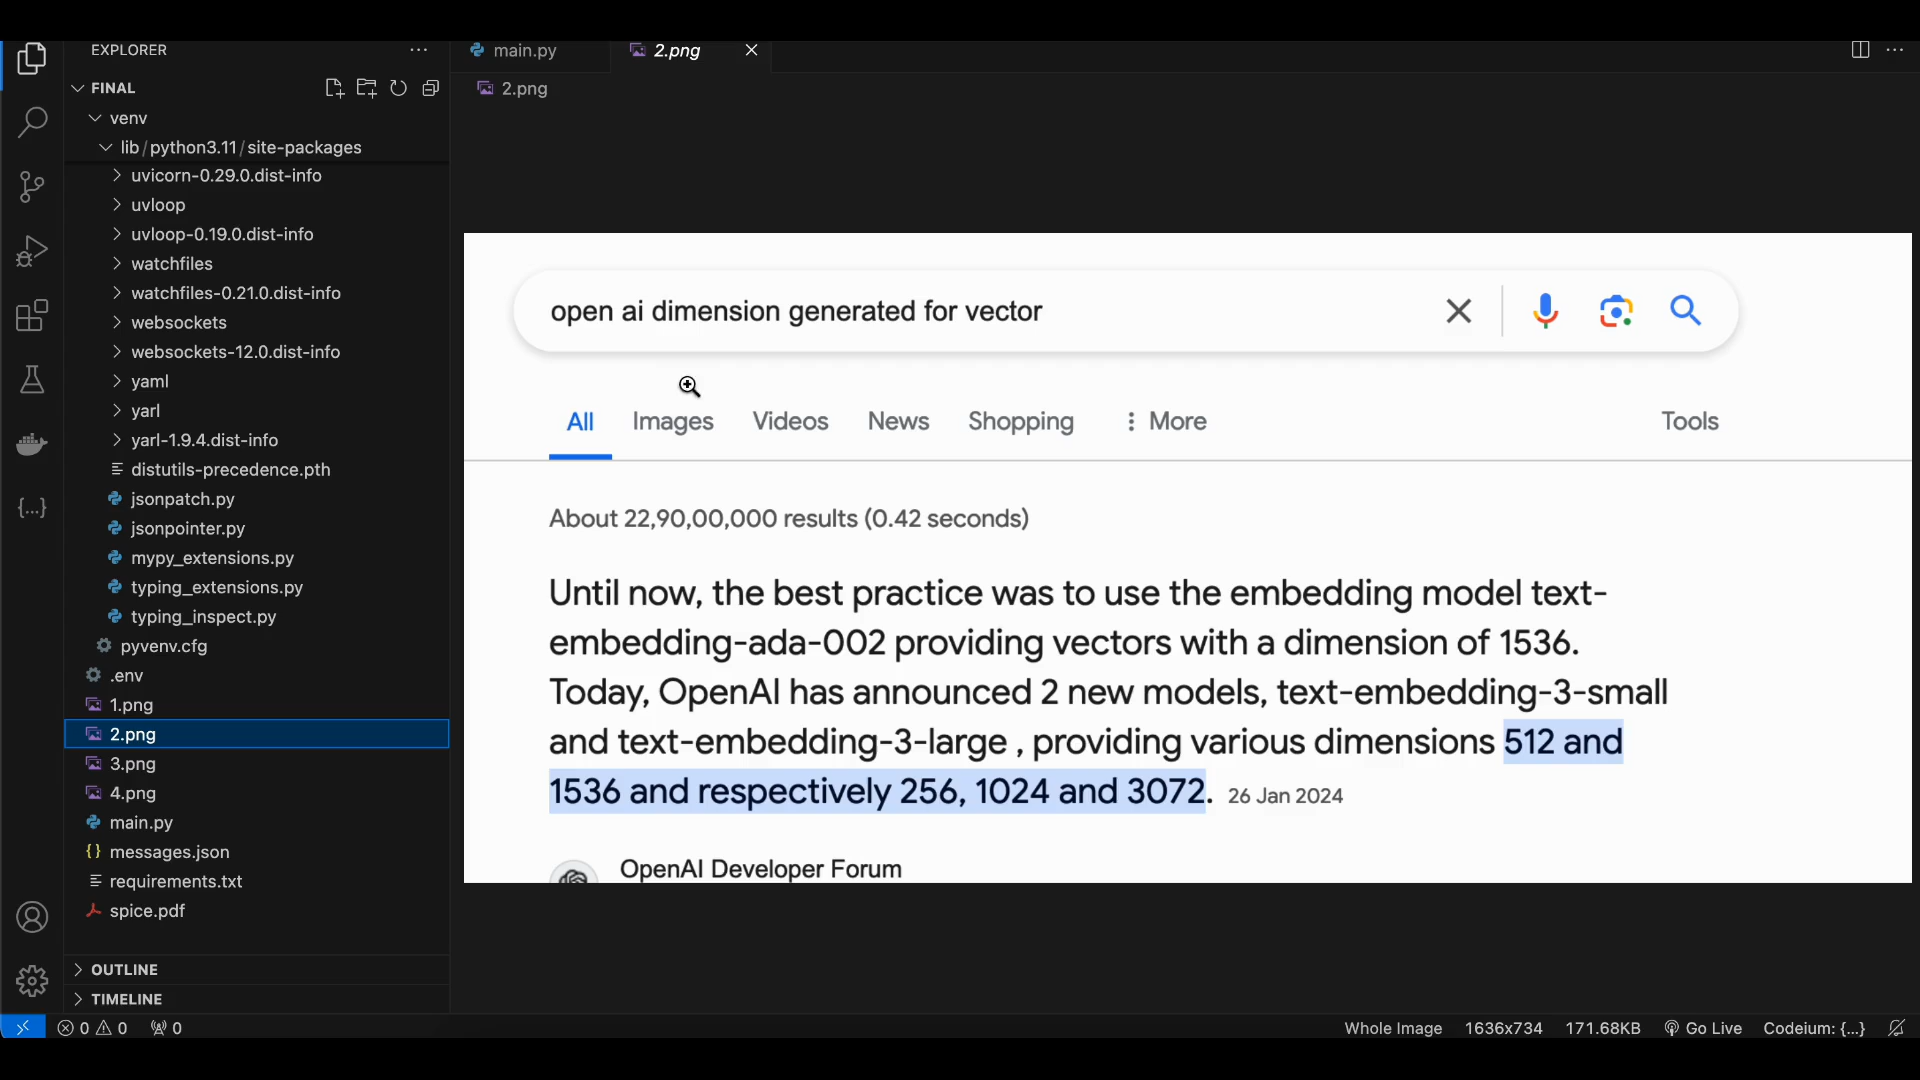 EXPLORER
FINAL
venv
lib/python3.11/site-packages
uvicorn-0.29.0.dist-info
uvloop
uvloop-0.19.0.dist-info
watchfiles
watchfiles-0.21.0.dist-info
websockets
websockets-12.0.dist-info
yaml
yarl
yarl-1.9.4.dist-info
distutils-precedence.pth
jsonpatch.py
jsonpointer.py
mypy_extensions.py
typing_extensions.py
typing_inspect.py
pyvenv.cfg
.env
1.png
2.png
3.png
4.png
main.py
messages.json
requirements.txt
spice.pdf
OUTLINE
TIMELINE
main.py
2.png
2.png
open ai dimension generated for vector
All Images Videos News Shopping More Tools
About 22,90,00,000 results (0.42 seconds)
Until now, the best practice was to use the embedding model text-
embedding-ada-002 providing vectors with a dimension of 1536.
Today, OpenAI has announced 2 new models, text-embedding-3-small
and text-embedding-3-large , providing various dimensions 512 and
1536 and respectively 256, 1024 and 3072. 26 Jan 2024
OpenAI Developer Forum
0 0 0 Whole Image 1636x734 171.68KB Go Live Codeium: {...}